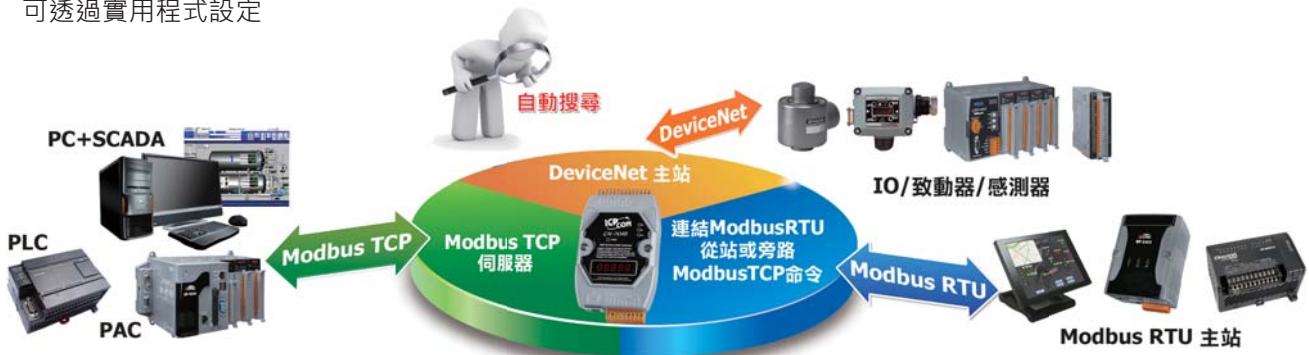 可透過實用程式設定
自動搜尋
PC+SCADA
DeviceNet
DeviceNet 主站
IO/致動器/感測器
PLC
PAC
Modbus TCP
Modbus TCP
伺服器
ICP CON
連結ModbusRTU
從站或旁路
ModbusTCP命令
Modbus RTU
Modbus RTU 主站